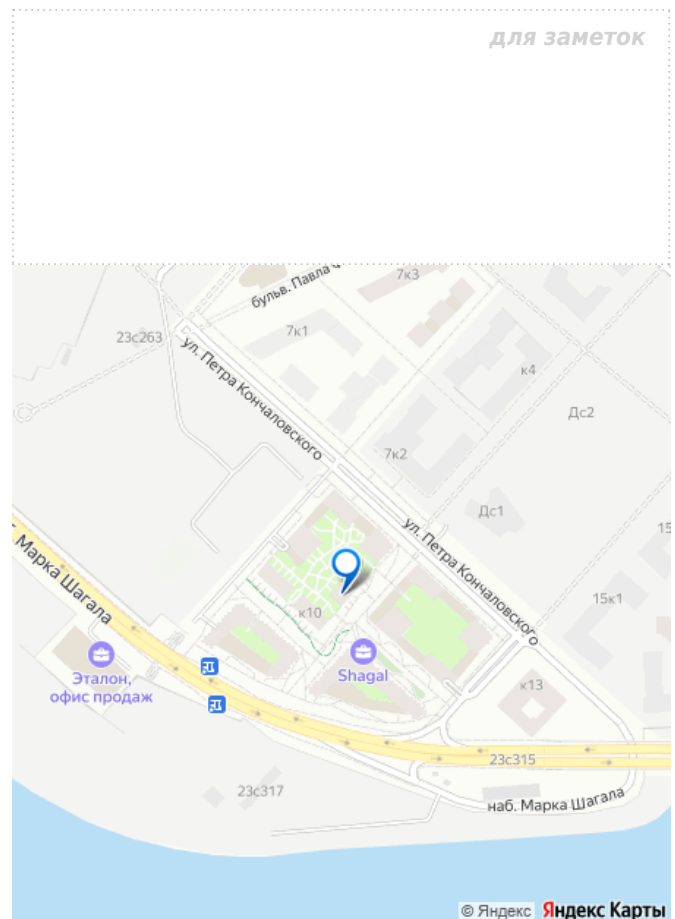 для заметок
7к3
бульв. Павла
23с263
7к1
ул. Петра Кончаловского
к4
Дс2
7к2
Дс1
ул. Петра Кончаловского
15
Марка Шагала
к10
15к1
Эталон,
офис продаж
Shagal
к13
23с315
23с317
наб. Марка Шагала
© Яндекс Яндекс Карты